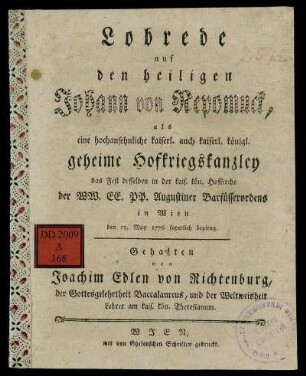 Lobrede
auf
den heiligen
Johann von Nepomuck,
als
eine hochansehnliche kaiserl. auch kaiserl. königl.
geheime Hofkriegskanzley
das Fest desselben in der kais. kön. Hofkirche
der WW. EE. PP. Augustiner Barfüsserordens
in Wien
den 19. May 1776. feyerlich begieng.
Gehalten
von
Joachim Edlen von Richtenburg,
der Gottesgelehrtheit Baccalaureus, und der Weltweisheit
Lehrer am kais. kön. Theresianum.
WIEN,
mit von Ghelenschen Schriften gedruckt.
DD 2009
A
168